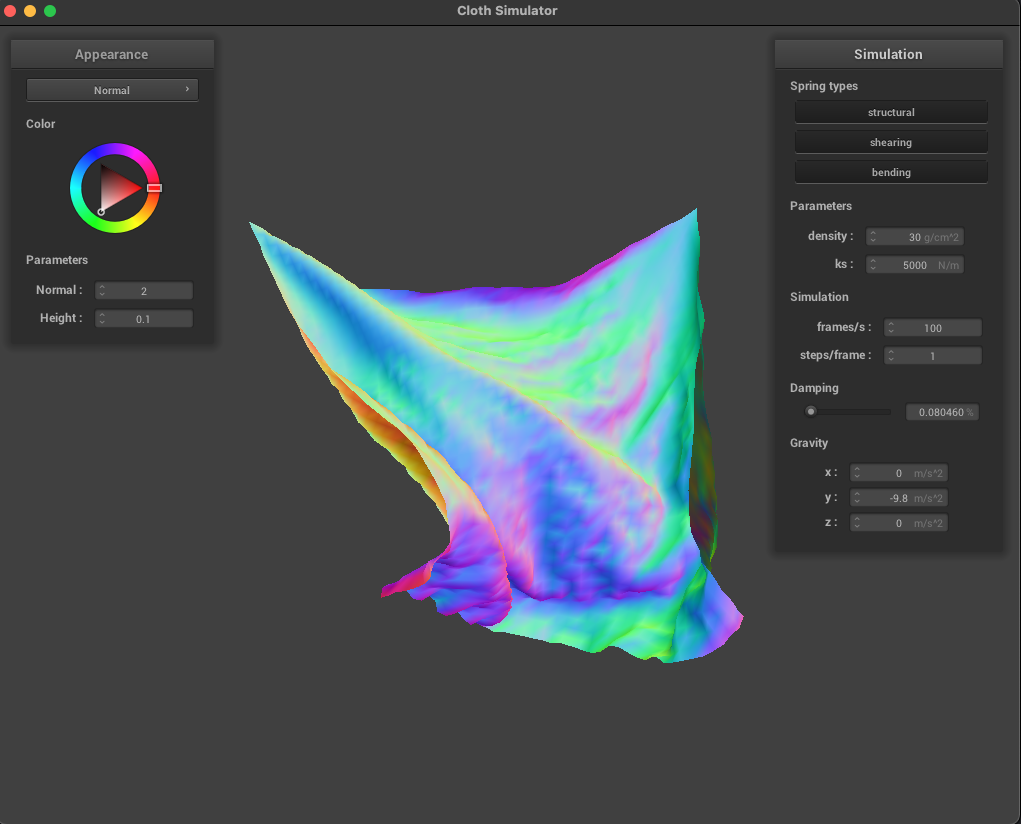 Cloth Simulator
Appearance
Normal
Color
Parameters
Normal : 2
Height : 0.1
Simulation
Spring types
structural
shearing
bending
Parameters
density : 30 g/cm^2
ks : 5000 N/m
Simulation
frames/s : 100
steps/frame : 1
Damping
0.080460 %
Gravity
x : 0 m/s^2
y : -9.8 m/s^2
z : 0 m/s^2